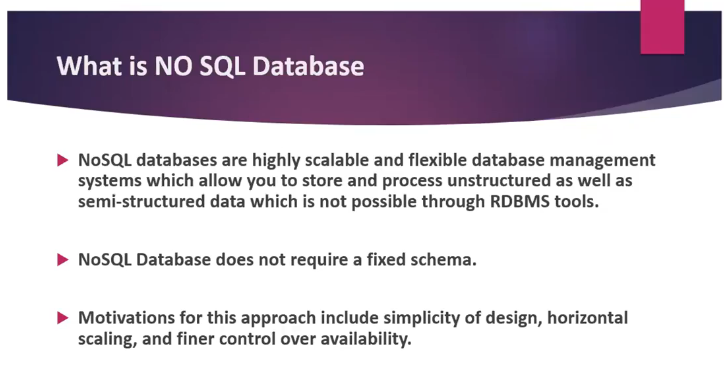 What is NO SQL Database
NoSQL databases are highly scalable and flexible database management
systems which allow you to store and process unstructured as well as
semi-structured data which is not possible through RDBMS tools.
NoSQL Database does not require a fixed schema.
Motivations for this approach include simplicity of design, horizontal
scaling, and finer control over availability.